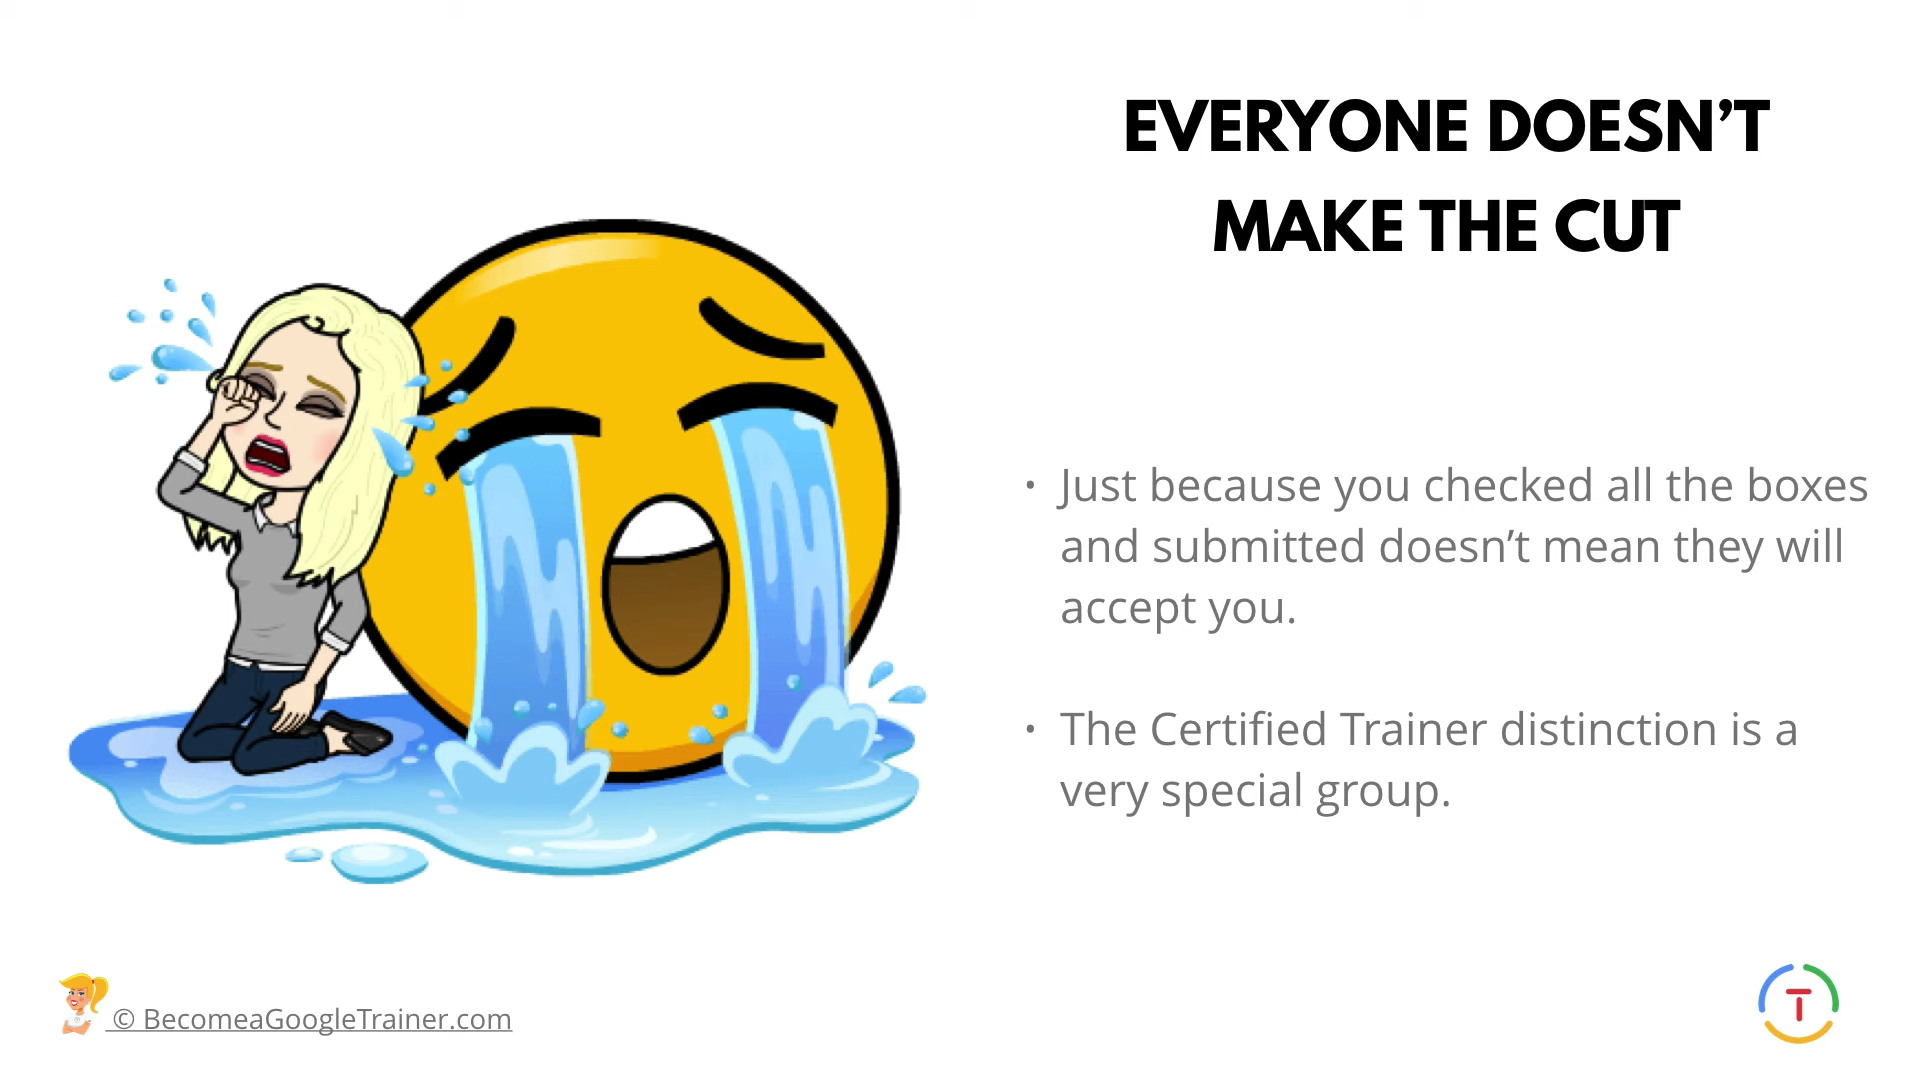 EVERYONE DOESN’T
MAKE THE CUT
• Just because you checked all the boxes
and submitted doesn’t mean they will
accept you.
• The Certified Trainer distinction is a
very special group.
© BecomeaGoogleTrainer.com
T